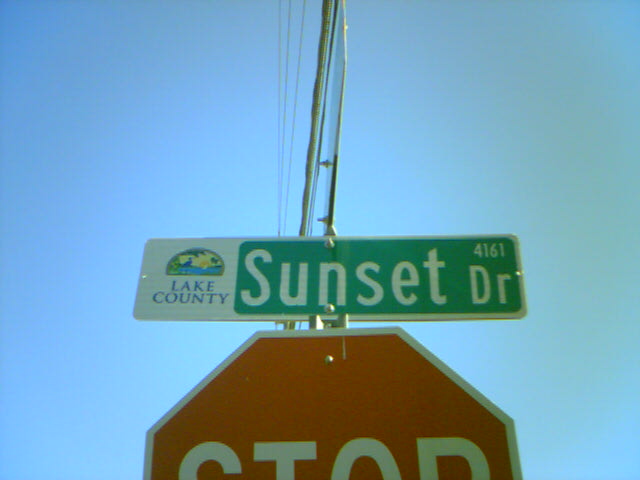 LAKE
COUNTY
Sunset Dr
4161
STOP